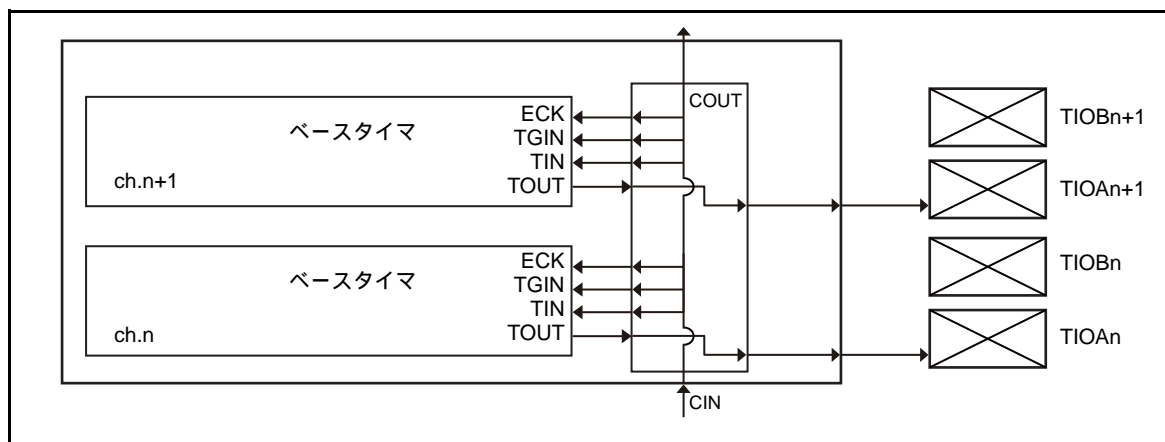 COUT
ECK
TGIN
TIN
TOUT
ベースタイマ
ch.n+1
TIOBn+1
TIOAn+1
ECK
TGIN
TIN
TOUT
ベースタイマ
ch.n
TIOBn
TIOAn
CIN